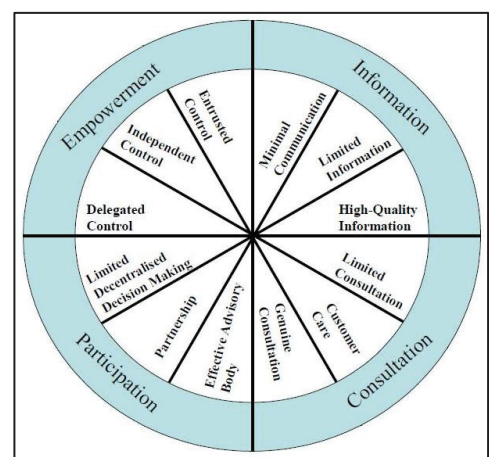 Information
Minimal
Communication
Limited
Information
High-Quality
Information
Consultation
Limited
Consultation
Customer
Care
Genuine
Consultation
Participation
Effective Advisory
Body
Partnership
Limited
Decentralised
Decision Making
Empowerment
Delegated
Control
Independent
Control
Entrusted
Control